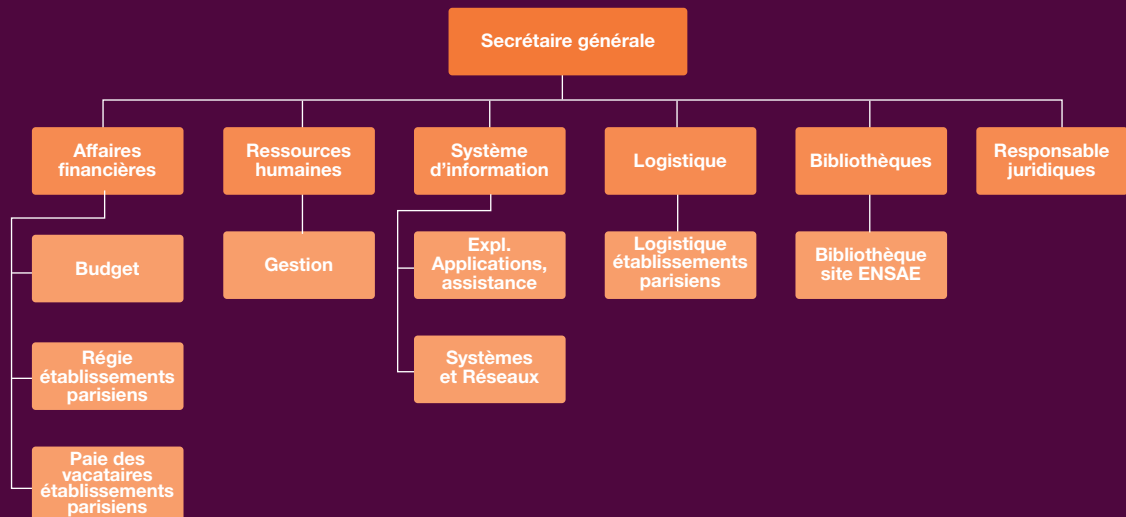 Secrétaire générale
Affaires
financières
Ressources
humaines
Système
d'information
Logistique
Bibliothèques
Responsable
juridiques
Budget
Gestion
Expl.
Applications,
assistance
Logistique
établissements
parisiens
Bibliothèque
site ENSAE
Régie
établissements
parisiens
Systèmes
et Réseaux
Paie des
vacataires
établissements
parisiens